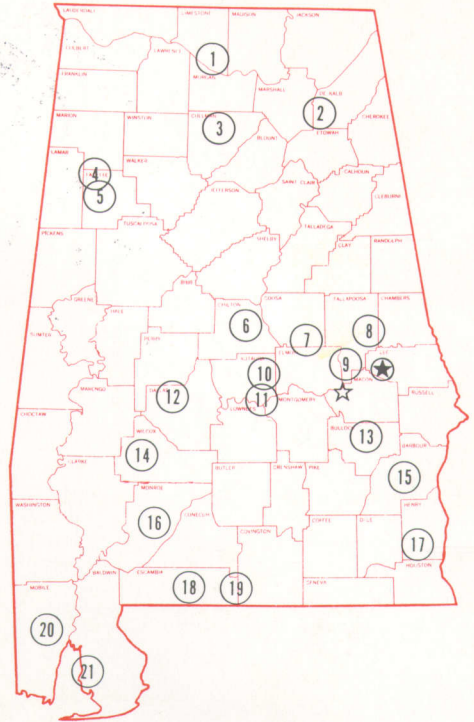 LAUDERDALE
LIMESTONE
MADISON
JACKSON
COLBERT
LAWRENCE
1
FRANKLIN
MORGAN
MARSHALL
DE KALB
2
MARION
WINSTON
CULLMAN
3
BLOUNT
ETOWAH
CHEROKEE
LAMAR
WALKER
4
FAYETTE
5
JEFFERSON
SAINT CLAIR
CALHOUN
CLEBURNE
TUSCALOOSA
SHELBY
TALLADEGA
PICKENS
CLAY
RANDOLPH
BIBB
GREENE
HALE
CHILTON
COOSA
TALLAPOOSA
CHAMBERS
6
7
8
SUMTER
PERRY
AUTAUGA
ELMORE
9
LEE
10
MACON
MARENGO
DALLAS
12
11
LOWNDES
MONTGOMERY
RUSSELL
CHOCTAW
WILCOX
BULLOCK
13
14
BARBOUR
CLARKE
BUTLER
CRENSHAW
PIKE
15
MONROE
WASHINGTON
16
CONECUH
HENRY
COVINGTON
COFFEE
DALE
17
MOBILE
BALDWIN
ESCAMBIA
GENEVA
HOUSTON
18
19
20
21